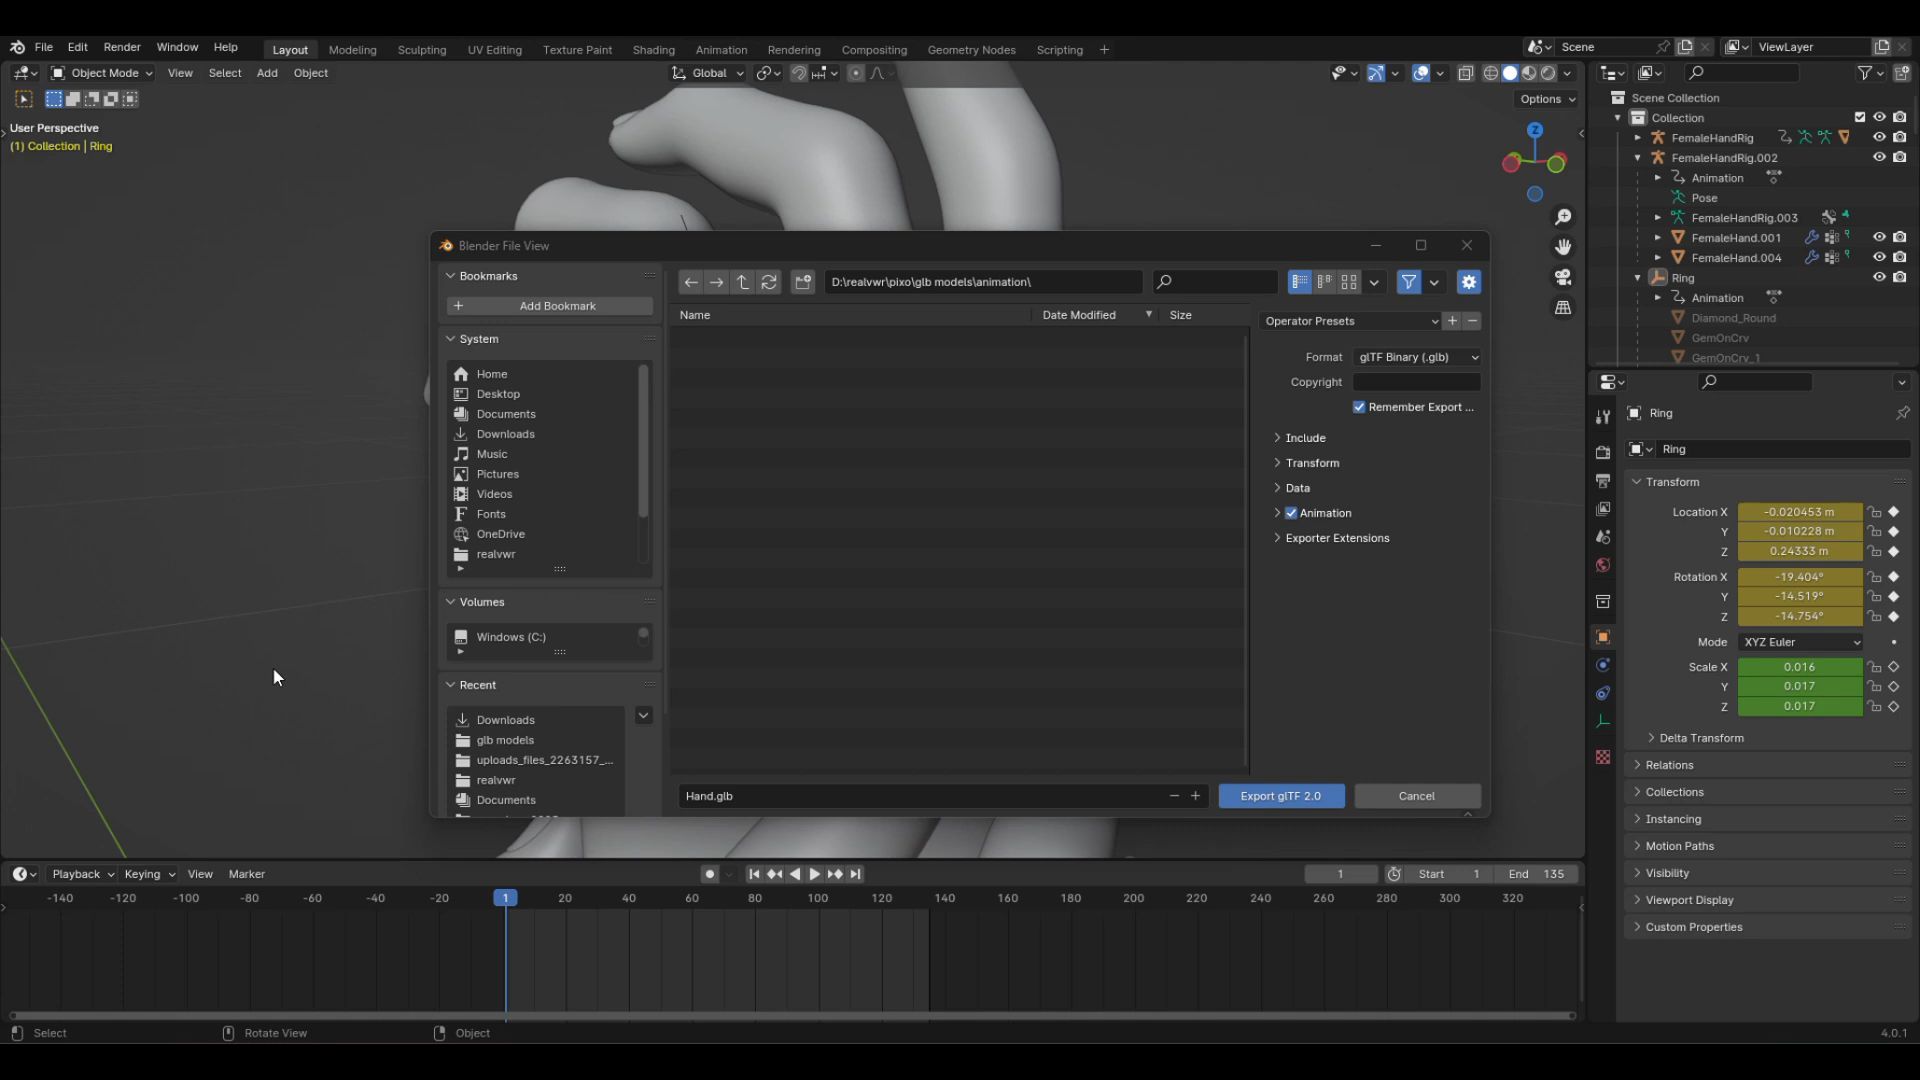 File Edit Render Window Help Layout Modeling Sculpting UV Editing Texture Paint Shading Animation Rendering Compositing Geometry Nodes Scripting + Scene ViewLayer
Object Mode View Select Add Object Global
Options
User Perspective
(1) Collection | Ring
Z
Scene Collection
Collection
FemaleHandRig
FemaleHandRig.002
Animation
Pose
FemaleHandRig.003
FemaleHand.001
FemaleHand.004
Ring
Animation
Diamond_Round
GemOnCrv
GemOnCrv_1
Blender File View
Bookmarks
+ Add Bookmark
System
Home
Desktop
Documents
Downloads
Music
Pictures
Videos
Fonts
OneDrive
realvwr
Volumes
Windows (C:)
Recent
Downloads
glb models
uploads_files_2263157_...
realvwr
Documents
D:\realvwr\pixo\glb models\animation\
Name Date Modified Size
Operator Presets
Format glTF Binary (.glb)
Copyright
Remember Export ...
Include
Transform
Data
Animation
Exporter Extensions
Hand.glb Export glTF 2.0 Cancel
Ring
Ring
Transform
Location X -0.020453 m
Y -0.010228 m
Z 0.24333 m
Rotation X -19.404°
Y -14.519°
Z -14.754°
Mode XYZ Euler
Scale X 0.016
Y 0.017
Z 0.017
Delta Transform
Relations
Collections
Instancing
Motion Paths
Visibility
Viewport Display
Custom Properties
Playback Keying View Marker 1 Start 1 End 135
-140 -120 -100 -80 -60 -40 -20 1 20 40 60 80 100 120 140 160 180 200 220 240 260 280 300 320
Select Rotate View Object 4.0.1